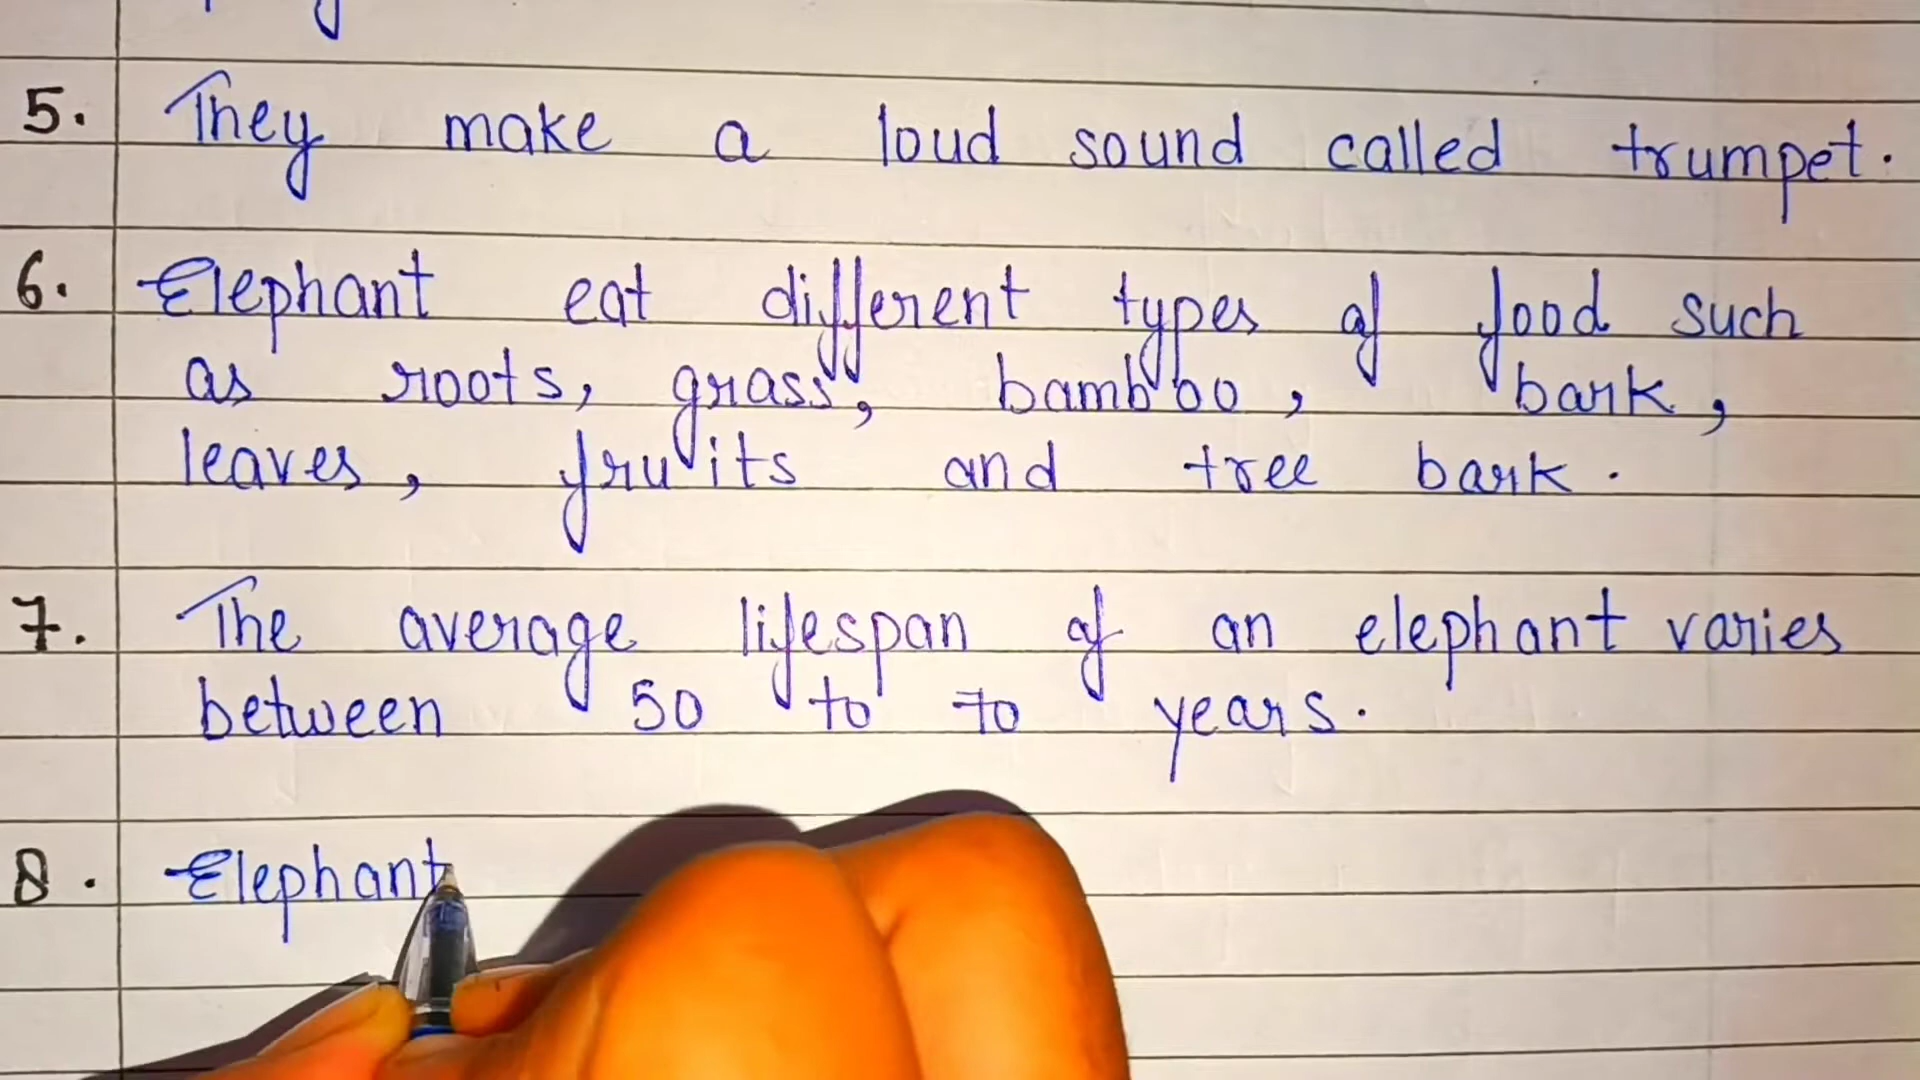 5. They make a loud sound called trumpet.
6. Elephant eat different types of food such
as roots, grass, bamboo, bark,
leaves, fruits and tree bark.
7. The average lifespan of an elephant varies
between 50 to 70 years.
8. Elephant